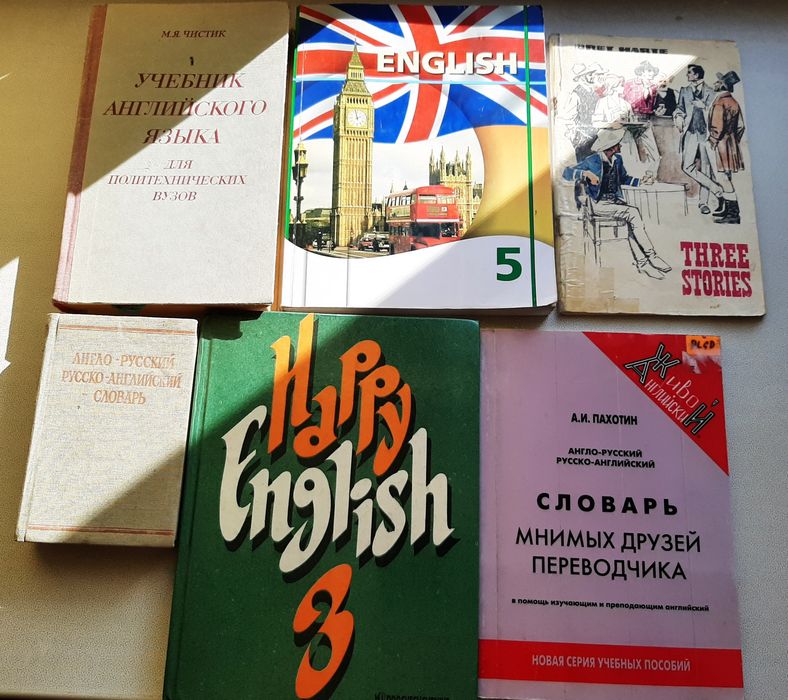 М.Я. ЧИСТИК
УЧЕБНИК
АНГЛИЙСКОГО
ЯЗЫКА
ДЛЯ
ПОЛИТЕХНИЧЕСКИХ
ВУЗОВ
ENGLISH
5
BRET HARTE
THREE
STORIES
АНГЛО-РУССКИЙ
РУССКО-АНГЛИЙСКИЙ
СЛОВАРЬ
Happy
English
3
Живой
Английский
А.И. ПАХОТИН
АНГЛО-РУССКИЙ
РУССКО-АНГЛИЙСКИЙ
СЛОВАРЬ
МНИМЫХ ДРУЗЕЙ
ПЕРЕВОДЧИКА
в помощь изучающим и преподающим английский
НОВАЯ СЕРИЯ УЧЕБНЫХ ПОСОБИЙ